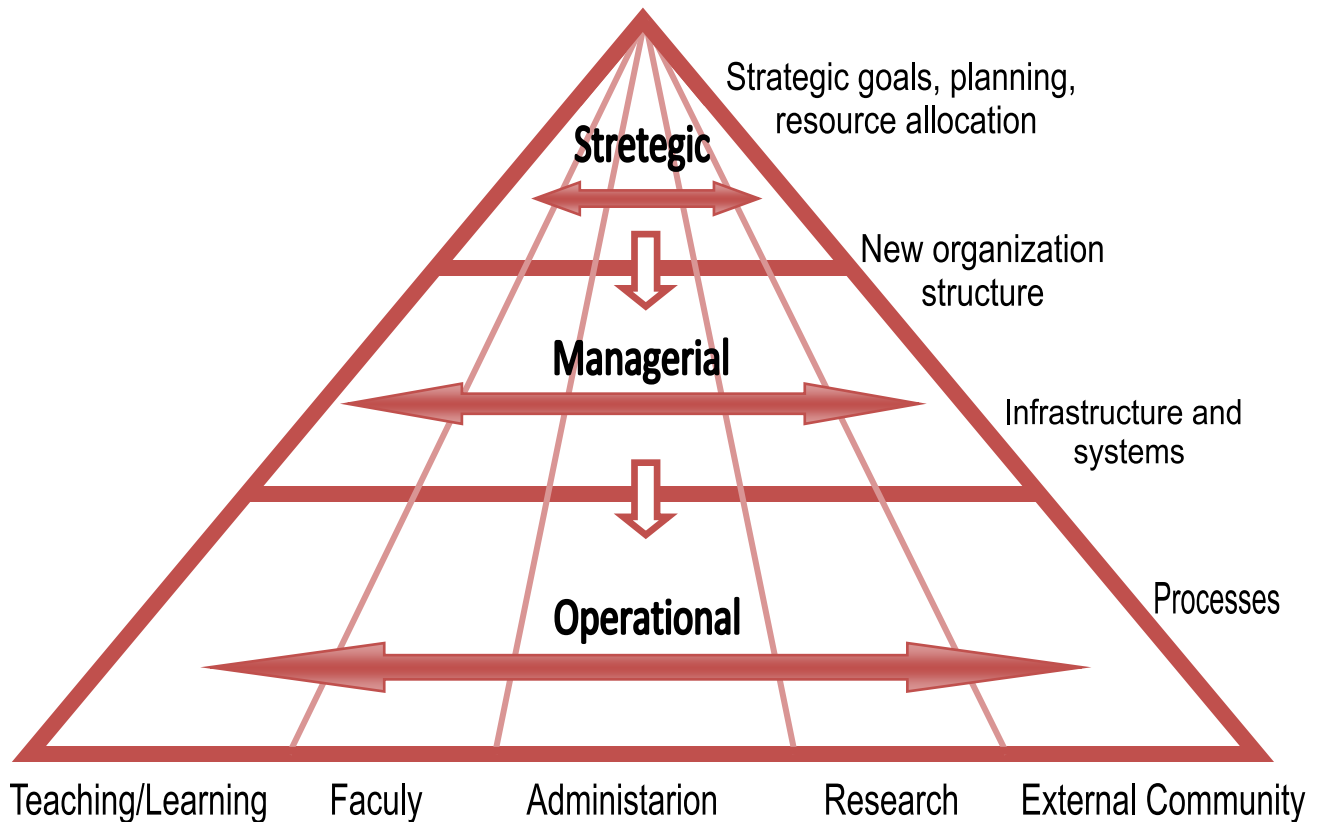 Strategic goals, planning,
resource allocation
Stretegic
New organization
structure
Managerial
Infrastructure and
systems
Processes
Operational
Teaching/Learning
Faculy
Administarion
Research
External Community